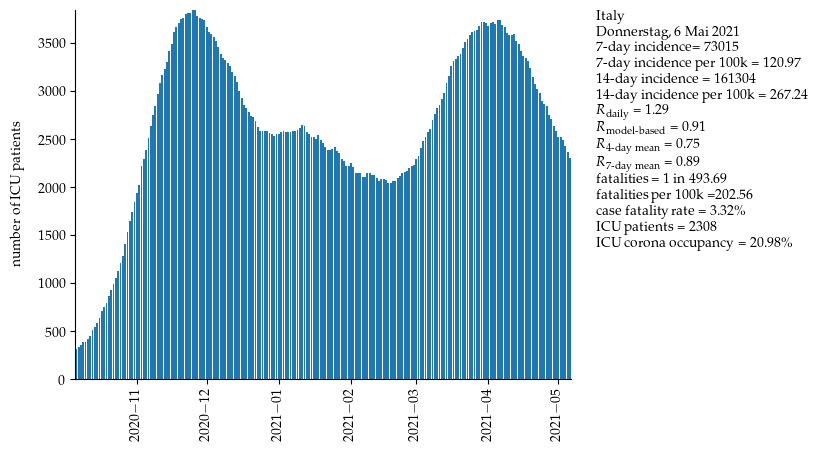 number of ICU patients
3500
3000
2500
2000
1500
1000
500
0
2020−11
2020−12
2021−01
2021−02
2021−03
2021−04
2021−05
Italy
Donnerstag, 6 Mai 2021
7-day incidence= 73015
7-day incidence per 100k = 120.97
14-day incidence = 161304
14-day incidence per 100k = 267.24
R daily = 1.29
R model-based = 0.91
R 4-day mean = 0.75
R 7-day mean = 0.89
fatalities = 1 in 493.69
fatalities per 100k =202.56
case fatality rate = 3.32%
ICU patients = 2308
ICU corona occupancy = 20.98%